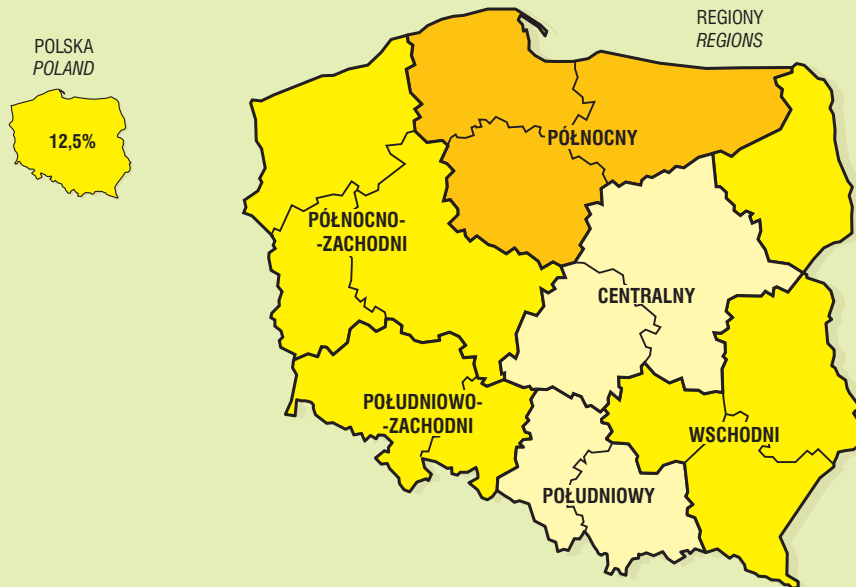 POLSKA
POLAND
12,5%
REGIONY
REGIONS
PÓŁNOCNY
PÓŁNOCNO-
-ZACHODNI
CENTRALNY
POŁUDNIOWO-
-ZACHODNI
WSCHODNI
POŁUDNIOWY